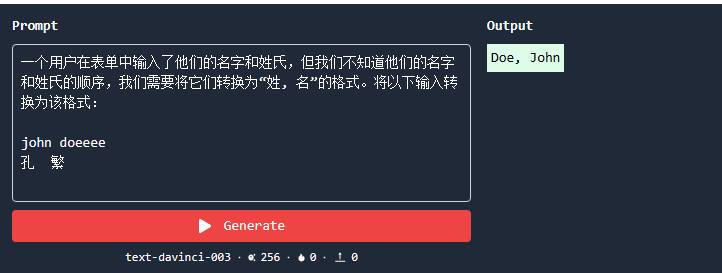 Prompt
一个用户在表单中输入了他们的名字和姓氏，但我们不知道他们的名字
和姓氏的顺序，我们需要将它们转换为“姓, 名”的格式。将以下输入转
换为该格式：
john doeeee
孔 繁
Generate
text-davinci-003 · 256 · 0 · 0
Output
Doe, John